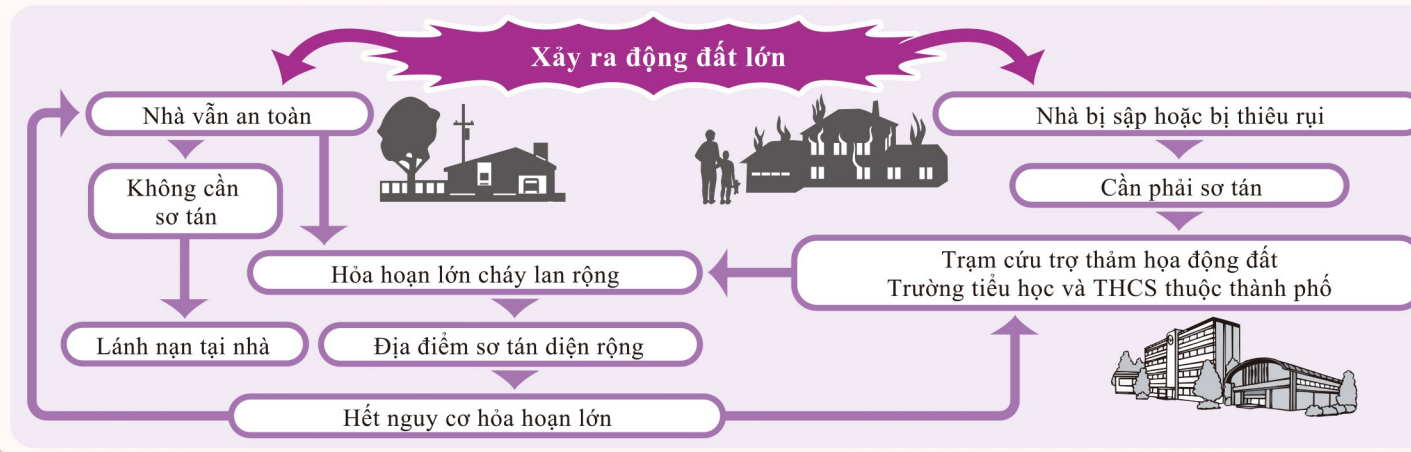 Xảy ra động đất lớn
Nhà vẫn an toàn
Nhà bị sập hoặc bị thiêu rụi
Không cần
sơ tán
Cần phải sơ tán
Hỏa hoạn lớn cháy lan rộng
Trạm cứu trợ thảm họa động đất
Trường tiểu học và THCS thuộc thành phố
Lánh nạn tại nhà
Địa điểm sơ tán diện rộng
Hết nguy cơ hỏa hoạn lớn